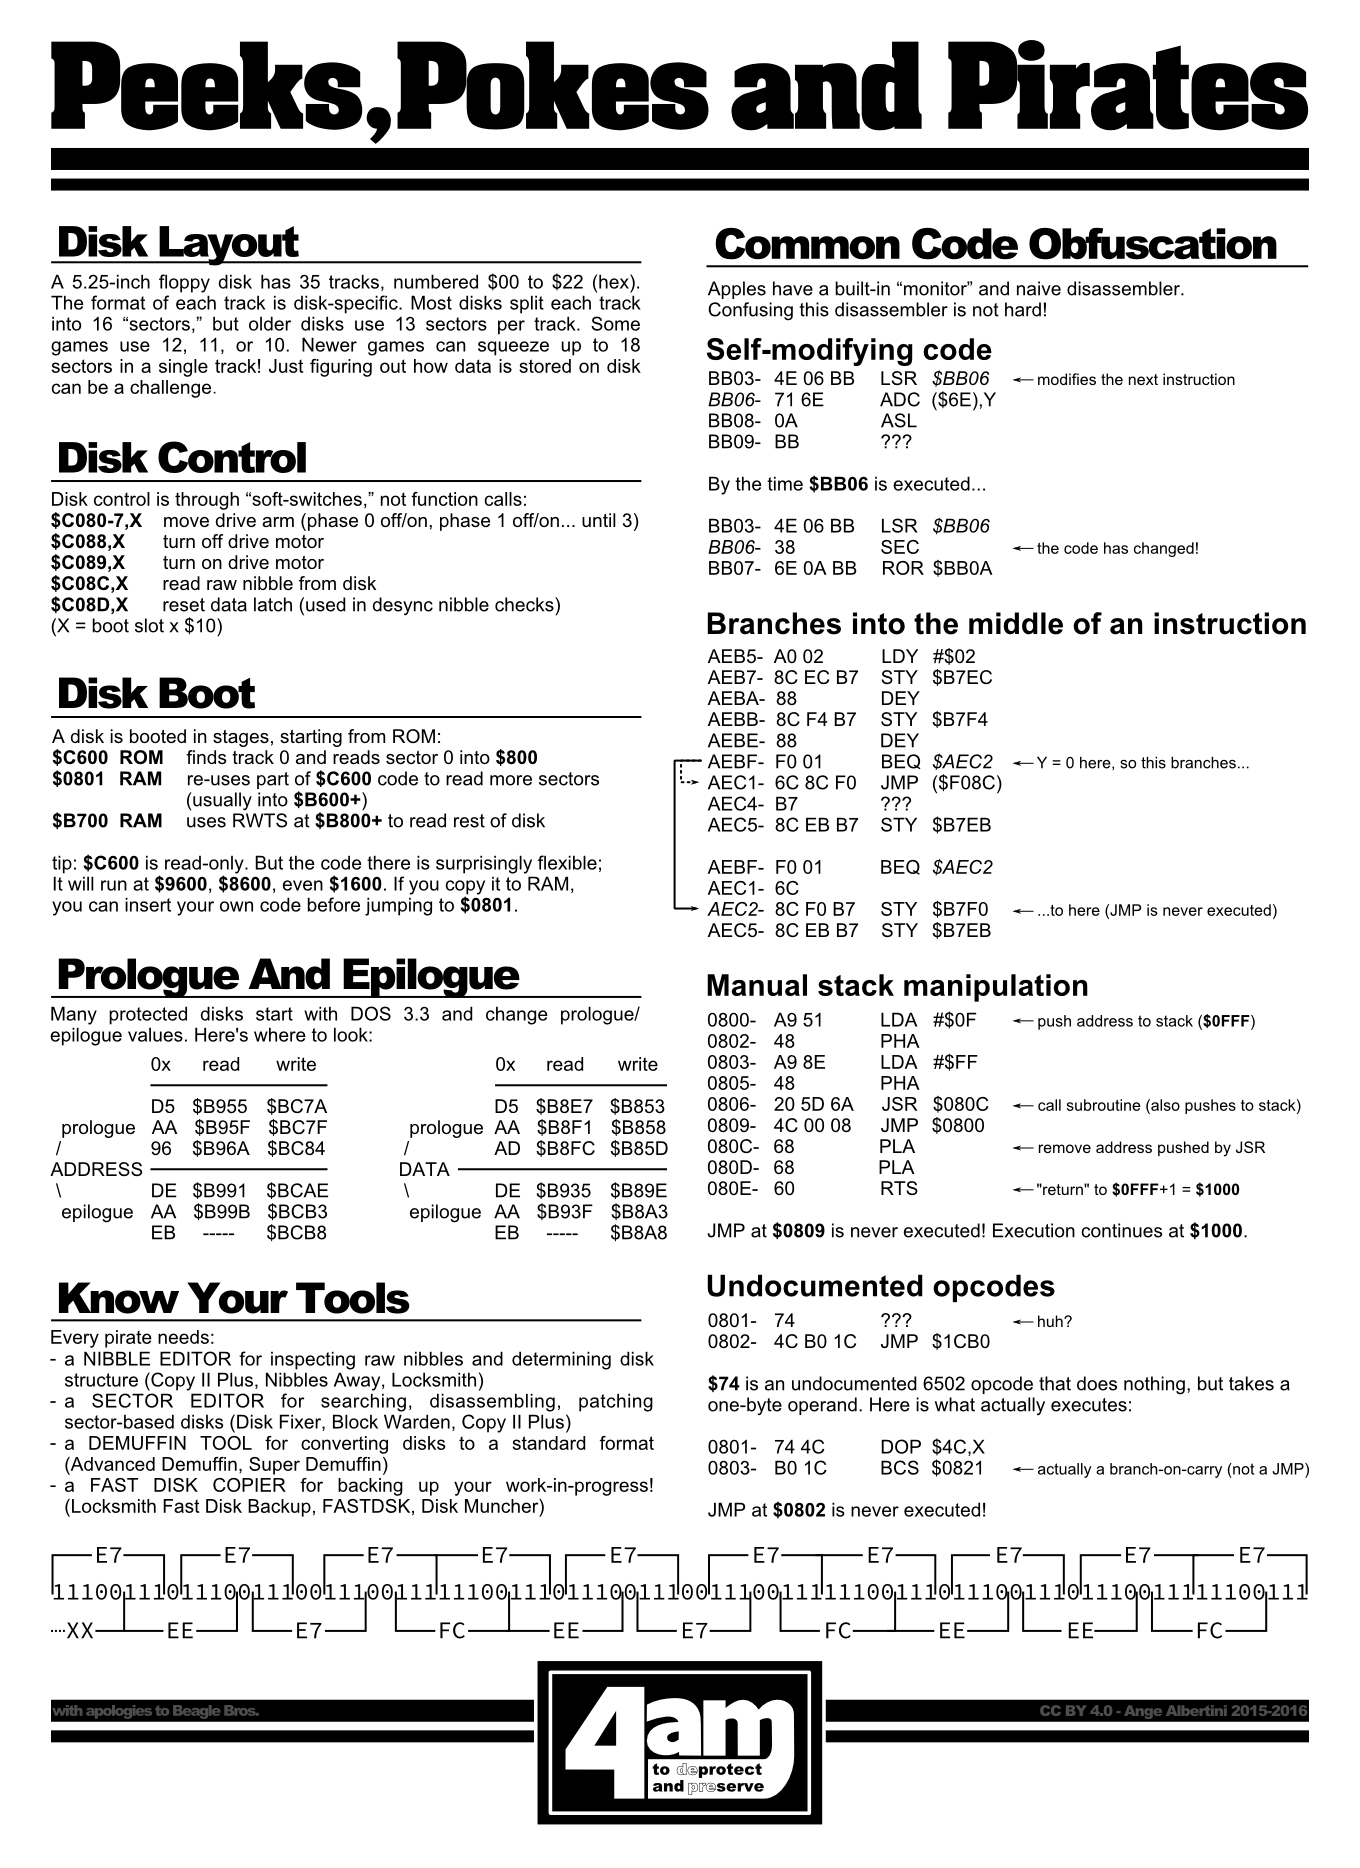 Peeks, Pokes and Pirates
Disk Layout
A 5.25-inch floppy disk has 35 tracks, numbered $00 to $22 (hex).
The format of each track is disk-specific. Most disks split each track
into 16 “sectors,” but older disks use 13 sectors per track. Some
games use 12, 11, or 10. Newer games can squeeze up to 18
sectors in a single track! Just figuring out how data is stored on disk
can be a challenge.
Disk Control
Disk control is through “soft-switches,” not function calls:
$C080-7,X move drive arm (phase 0 off/on, phase 1 off/on... until 3)
$C088,X turn off drive motor
$C089,X turn on drive motor
$C08C,X read raw nibble from disk
$C08D,X reset data latch (used in desync nibble checks)
(X = boot slot x $10)
Disk Boot
A disk is booted in stages, starting from ROM:
$C600 ROM finds track 0 and reads sector 0 into $800
$0801 RAM re-uses part of $C600 code to read more sectors
(usually into $B600+)
$B700 RAM uses RWTS at $B800+ to read rest of disk
tip: $C600 is read-only. But the code there is surprisingly flexible;
It will run at $9600, $8600, even $1600. If you copy it to RAM,
you can insert your own code before jumping to $0801.
Prologue And Epilogue
Many protected disks start with DOS 3.3 and change prologue/
epilogue values. Here's where to look:
0x read write
D5 $B955 $BC7A
prologue AA $B95F $BC7F
/ 96 $B96A $BC84
ADDRESS
\ DE $B991 $BCAE
epilogue AA $B99B $BCB3
EB ----- $BCB8
0x read write
D5 $B8E7 $B853
prologue AA $B8F1 $B858
/ AD $B8FC $B85D
DATA
\ DE $B935 $B89E
epilogue AA $B93F $B8A3
EB ----- $B8A8
Know Your Tools
Every pirate needs:
- a NIBBLE EDITOR for inspecting raw nibbles and determining disk
structure (Copy II Plus, Nibbles Away, Locksmith)
- a SECTOR EDITOR for searching, disassembling, patching
sector-based disks (Disk Fixer, Block Warden, Copy II Plus)
- a DEMUFFIN TOOL for converting disks to a standard format
(Advanced Demuffin, Super Demuffin)
- a FAST DISK COPIER for backing up your work-in-progress!
(Locksmith Fast Disk Backup, FASTDSK, Disk Muncher)
Common Code Obfuscation
Apples have a built-in “monitor” and naive disassembler.
Confusing this disassembler is not hard!
Self-modifying code
BB03- 4E 06 BB LSR $BB06 ← modifies the next instruction
BB06- 71 6E ADC ($6E),Y
BB08- 0A ASL
BB09- BB ???
By the time $BB06 is executed...
BB03- 4E 06 BB LSR $BB06
BB06- 38 SEC ← the code has changed!
BB07- 6E 0A BB ROR $BB0A
Branches into the middle of an instruction
AEB5- A0 02 LDY #$02
AEB7- 8C EC B7 STY $B7EC
AEBA- 88 DEY
AEBB- 8C F4 B7 STY $B7F4
AEBE- 88 DEY
AEBF- F0 01 BEQ $AEC2 ← Y = 0 here, so this branches...
AEC1- 6C 8C F0 JMP ($F08C)
AEC4- B7 ???
AEC5- 8C EB B7 STY $B7EB
AEBF- F0 01 BEQ $AEC2
AEC1- 6C
AEC2- 8C F0 B7 STY $B7F0 ← ...to here (JMP is never executed)
AEC5- 8C EB B7 STY $B7EB
Manual stack manipulation
0800- A9 51 LDA #$0F ← push address to stack ($0FFF)
0802- 48 PHA
0803- A9 8E LDA #$FF
0805- 48 PHA
0806- 20 5D 6A JSR $080C ← call subroutine (also pushes to stack)
0809- 4C 00 08 JMP $0800
080C- 68 PLA ← remove address pushed by JSR
080D- 68 PLA
080E- 60 RTS ← "return" to $0FFF+1 = $1000
JMP at $0809 is never executed! Execution continues at $1000.
Undocumented opcodes
0801- 74 ??? ← huh?
0802- 4C B0 1C JMP $1CB0
$74 is an undocumented 6502 opcode that does nothing, but takes a
one-byte operand. Here is what actually executes:
0801- 74 4C DOP $4C,X
0803- B0 1C BCS $0821 ← actually a branch-on-carry (not a JMP)
JMP at $0802 is never executed!
E7 E7 E7 E7 E7 E7 E7 E7 E7 E7
1110011101110011100111001111110011101110011100111001111110011101110011101110011111100111
XX EE E7 FC EE E7 FC EE EE FC
with apologies to Beagle Bros.
4am
to deprotect
and preserve
CC BY 4.0 - Ange Albertini 2015-2016